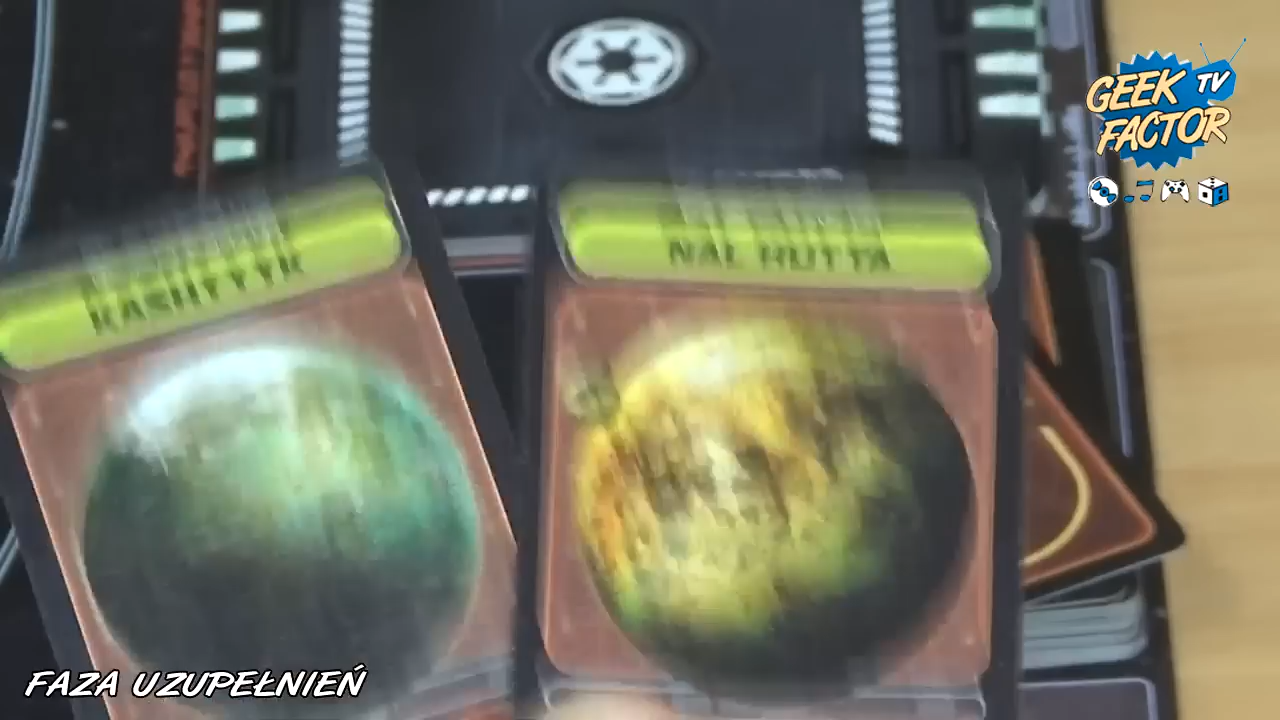 GEEK TV
FACTOR
KASHYYYK
NAL HUTTA
FAZA UZUPEŁNIEŃ